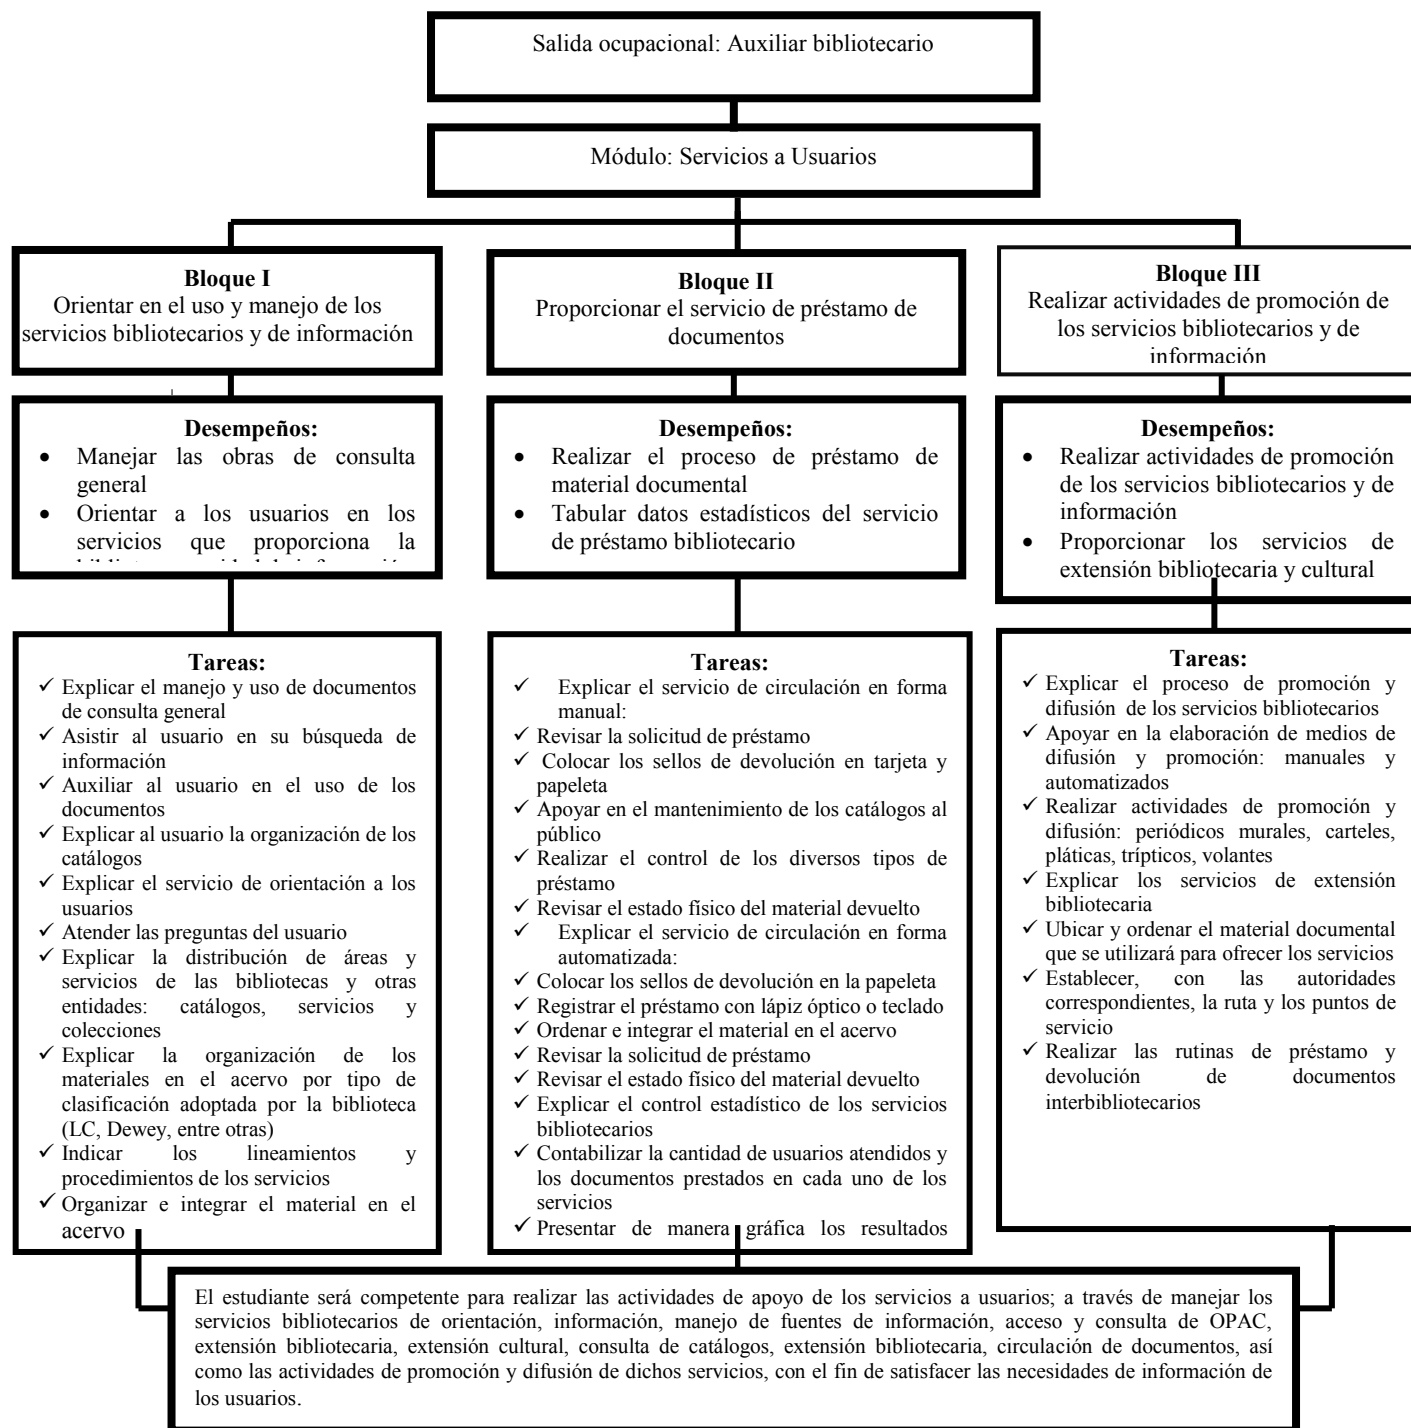 Salida ocupacional: Auxiliar bibliotecario
Módulo: Servicios a Usuarios
Bloque I
Orientar en el uso y manejo de los
servicios bibliotecarios y de información
Bloque II
Proporcionar el servicio de préstamo de
documentos
Bloque III
Realizar actividades de promoción de
los servicios bibliotecarios y de
información
Desempeños:
• Manejar las obras de consulta
general
• Orientar a los usuarios en los
servicios que proporciona la
Desempeños:
• Realizar el proceso de préstamo de
material documental
• Tabular datos estadísticos del servicio
de préstamo bibliotecario
Desempeños:
• Realizar actividades de promoción
de los servicios bibliotecarios y de
información
• Proporcionar los servicios de
extensión bibliotecaria y cultural
Tareas:
✓ Explicar el manejo y uso de documentos
de consulta general
✓ Asistir al usuario en su búsqueda de
información
✓ Auxiliar al usuario en el uso de los
documentos
✓ Explicar al usuario la organización de los
catálogos
✓ Explicar el servicio de orientación a los
usuarios
✓ Atender las preguntas del usuario
✓ Explicar la distribución de áreas y
servicios de las bibliotecas y otras
entidades: catálogos, servicios y
colecciones
✓ Explicar la organización de los
materiales en el acervo por tipo de
clasificación adoptada por la biblioteca
(LC, Dewey, entre otras)
✓ Indicar los lineamientos y
procedimientos de los servicios
✓ Organizar e integrar el material en el
acervo
Tareas:
✓ Explicar el servicio de circulación en forma
manual:
✓ Revisar la solicitud de préstamo
✓ Colocar los sellos de devolución en tarjeta y
papeleta
✓ Apoyar en el mantenimiento de los catálogos al
público
✓ Realizar el control de los diversos tipos de
préstamo
✓ Revisar el estado físico del material devuelto
✓ Explicar el servicio de circulación en forma
automatizada:
✓ Colocar los sellos de devolución en la papeleta
✓ Registrar el préstamo con lápiz óptico o teclado
✓ Ordenar e integrar el material en el acervo
✓ Revisar la solicitud de préstamo
✓ Revisar el estado físico del material devuelto
✓ Explicar el control estadístico de los servicios
bibliotecarios
✓ Contabilizar la cantidad de usuarios atendidos y
los documentos prestados en cada uno de los
servicios
✓ Presentar de manera gráfica los resultados
Tareas:
✓ Explicar el proceso de promoción y
difusión de los servicios bibliotecarios
✓ Apoyar en la elaboración de medios de
difusión y promoción: manuales y
automatizados
✓ Realizar actividades de promoción y
difusión: periódicos murales, carteles,
pláticas, trípticos, volantes
✓ Explicar los servicios de extensión
bibliotecaria
✓ Ubicar y ordenar el material documental
que se utilizará para ofrecer los servicios
✓ Establecer, con las autoridades
correspondientes, la ruta y los puntos de
servicio
✓ Realizar las rutinas de préstamo y
devolución de documentos
interbibliotecarios
El estudiante será competente para realizar las actividades de apoyo de los servicios a usuarios; a través de manejar los
servicios bibliotecarios de orientación, información, manejo de fuentes de información, acceso y consulta de OPAC,
extensión bibliotecaria, extensión cultural, consulta de catálogos, extensión bibliotecaria, circulación de documentos, así
como las actividades de promoción y difusión de dichos servicios, con el fin de satisfacer las necesidades de información de
los usuarios.